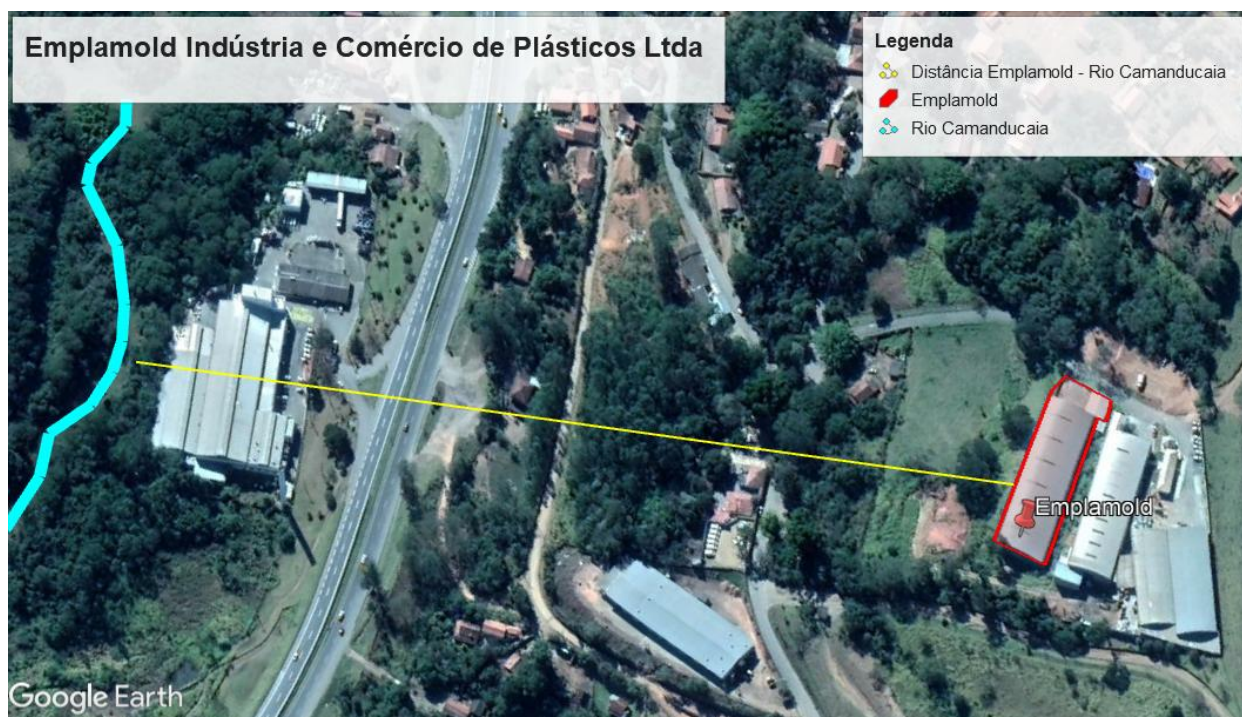 Emplamold Indústria e Comércio de Plásticos Ltda
Legenda
Distância Emplamold - Rio Camanducaia
Emplamold
Rio Camanducaia
Emplamold
Google Earth